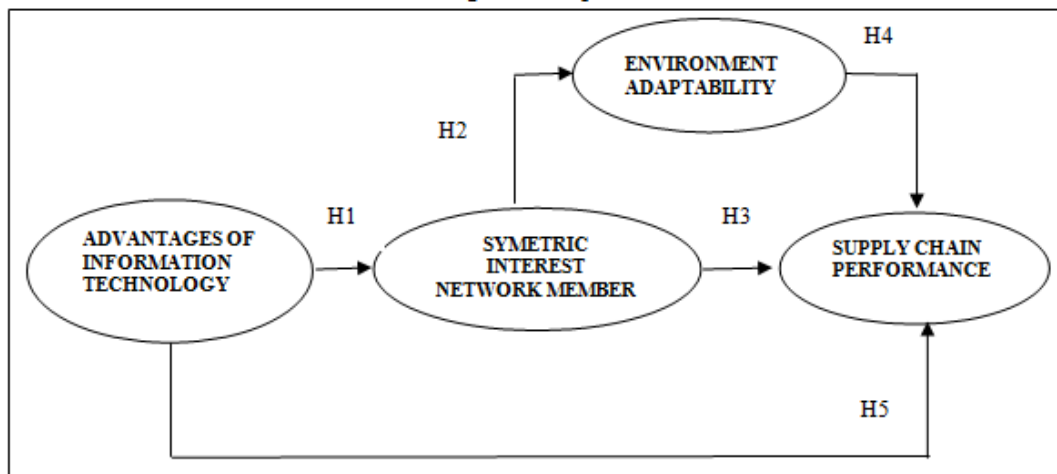 H4
ENVIRONMENT
ADAPTABILITY
H2
H1
H3
ADVANTAGES OF
INFORMATION
TECHNOLOGY
SYMETRIC
INTEREST
NETWORK MEMBER
SUPPLY CHAIN
PERFORMANCE
H5